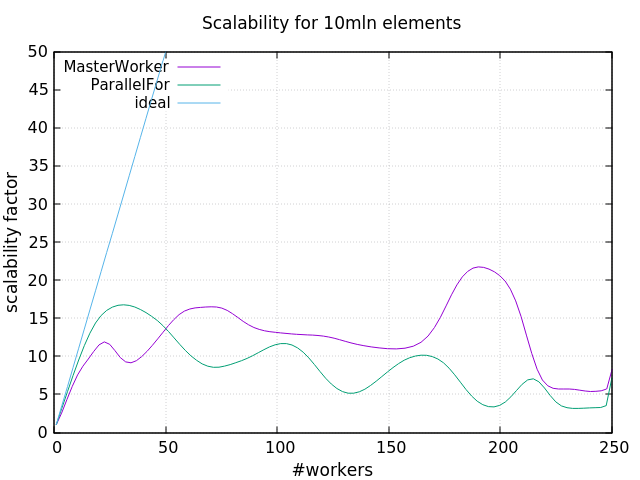 Scalability for 10mln elements
50
45
40
35
30
25
20
15
10
5
0
scalability factor
MasterWorker
ParallelFor
ideal
0 50 100 150 200 250
#workers